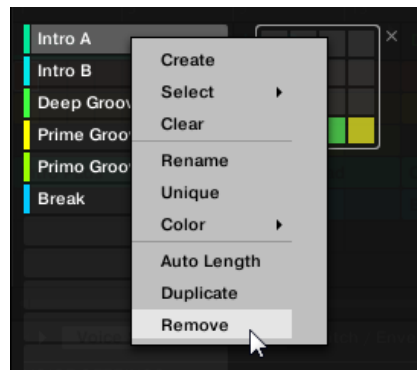 Intro A
Intro B
Deep Groov
Prime Groo
Primo Groo
Break
Create
Select
Clear
Rename
Unique
Color
Auto Length
Duplicate
Remove
Voice